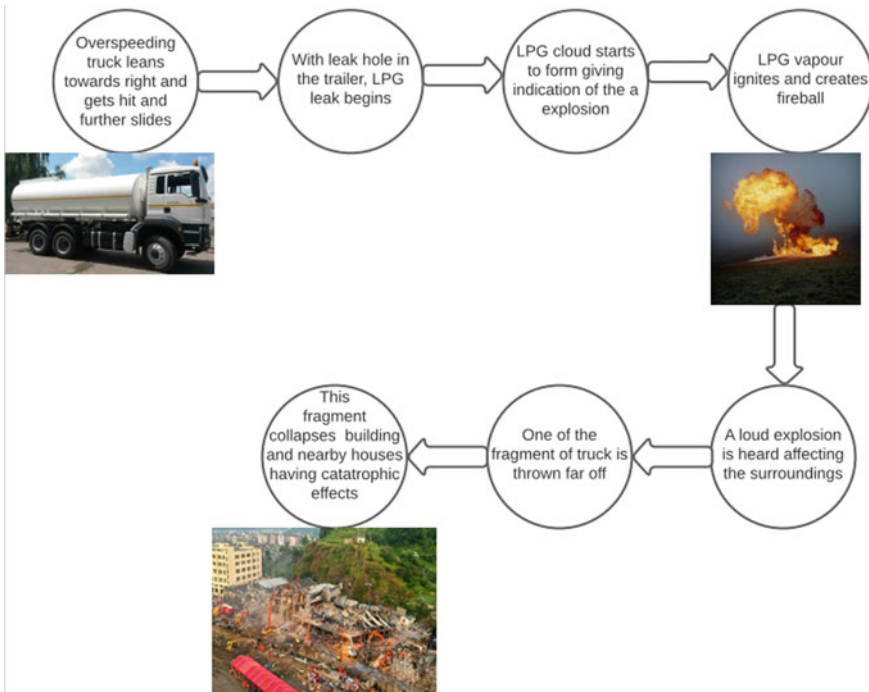 Overspeeding
truck leans
towards right and
gets hit and
further slides
With leak hole in
the trailer, LPG
leak begins
LPG cloud starts
to form giving
indication of the a
explosion
LPG vapour
ignites and creates
fireball
A loud explosion
is heard affecting
the surroundings
One of the
fragment of truck is
thrown far off
This
fragment
collapses building
and nearby houses
having catatrophic
effects